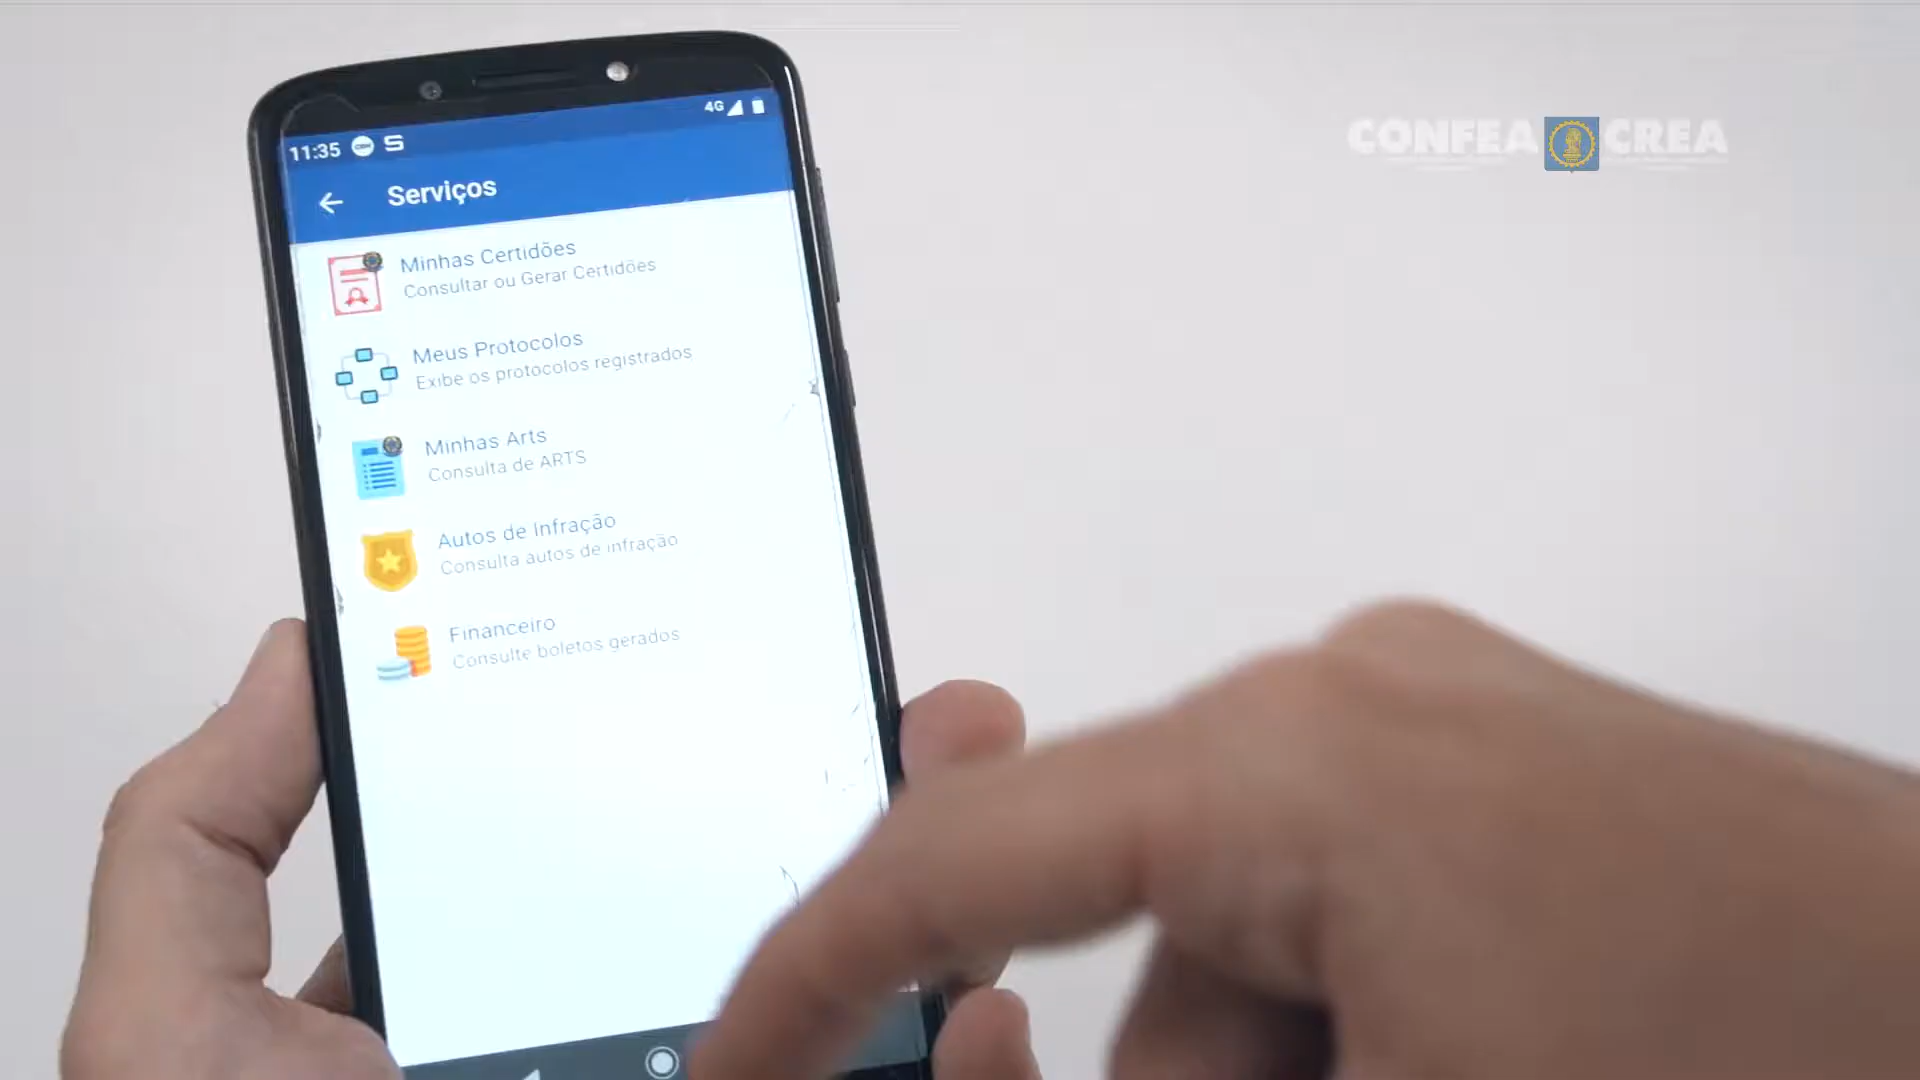 4G
11:35
Serviços
Minhas Certidões
Consultar ou Gerar Certidões
Meus Protocolos
Exibe os protocolos registrados
Minhas Arts
Consulta de ARTS
Autos de Infração
Consulta autos de infração
Financeiro
Consulte boletos gerados
CONFEA CREA